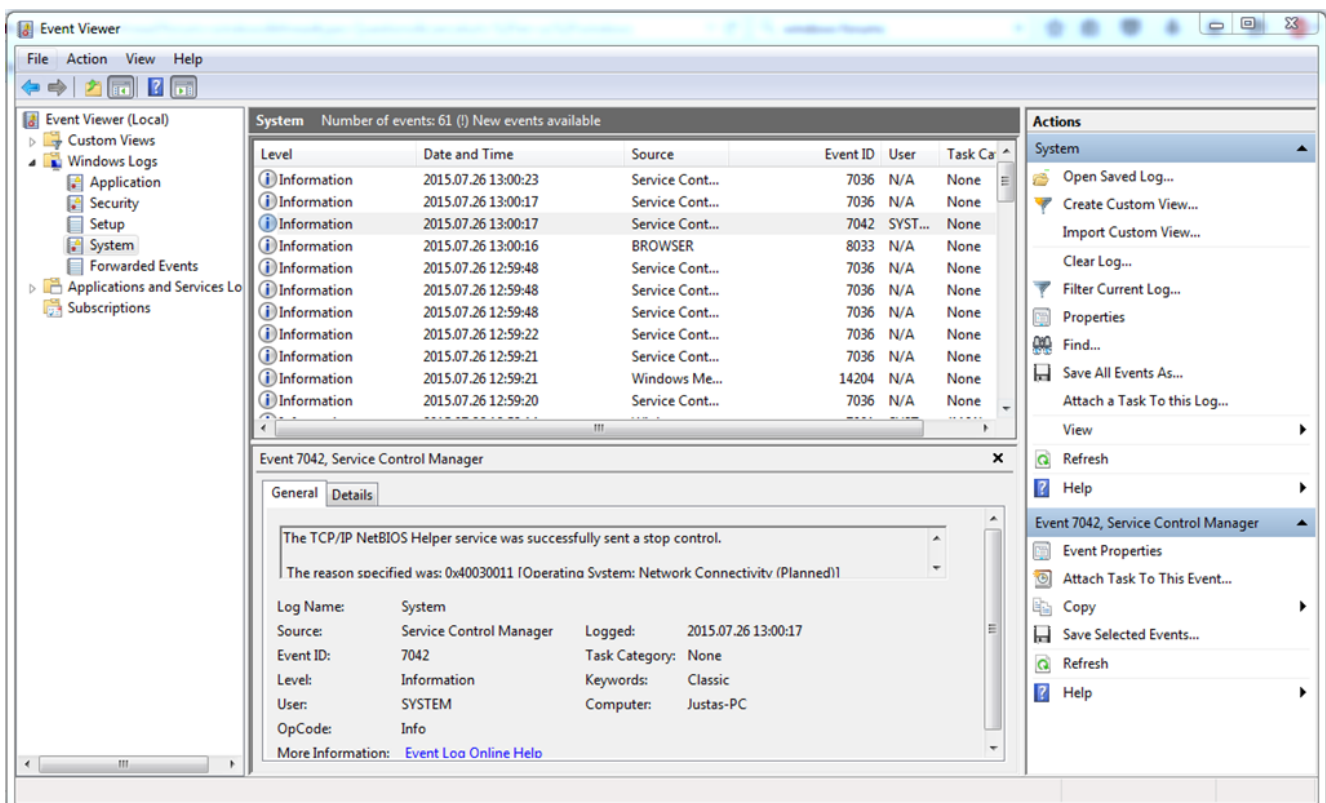 Event Viewer
File Action View Help
Event Viewer (Local)
Custom Views
Windows Logs
Application
Security
Setup
System
Forwarded Events
Applications and Services Lo
Subscriptions
System Number of events: 61 (!) New events available
Level Date and Time Source Event ID User Task Ca
Information 2015.07.26 13:00:23 Service Cont... 7036 N/A None
Information 2015.07.26 13:00:17 Service Cont... 7036 N/A None
Information 2015.07.26 13:00:17 Service Cont... 7042 SYST... None
Information 2015.07.26 13:00:16 BROWSER 8033 N/A None
Information 2015.07.26 12:59:48 Service Cont... 7036 N/A None
Information 2015.07.26 12:59:48 Service Cont... 7036 N/A None
Information 2015.07.26 12:59:48 Service Cont... 7036 N/A None
Information 2015.07.26 12:59:22 Service Cont... 7036 N/A None
Information 2015.07.26 12:59:21 Service Cont... 7036 N/A None
Information 2015.07.26 12:59:21 Windows Me... 14204 N/A None
Information 2015.07.26 12:59:20 Service Cont... 7036 N/A None
Event 7042, Service Control Manager
General Details
The TCP/IP NetBIOS Helper service was successfully sent a stop control.
The reason specified was: 0x40030011 [Operating System: Network Connectivity (Planned)]
Log Name: System
Source: Service Control Manager Logged: 2015.07.26 13:00:17
Event ID: 7042 Task Category: None
Level: Information Keywords: Classic
User: SYSTEM Computer: Justas-PC
OpCode: Info
More Information: Event Log Online Help
Actions
System
Open Saved Log...
Create Custom View...
Import Custom View...
Clear Log...
Filter Current Log...
Properties
Find...
Save All Events As...
Attach a Task To this Log...
View
Refresh
Help
Event 7042, Service Control Manager
Event Properties
Attach Task To This Event...
Copy
Save Selected Events...
Refresh
Help